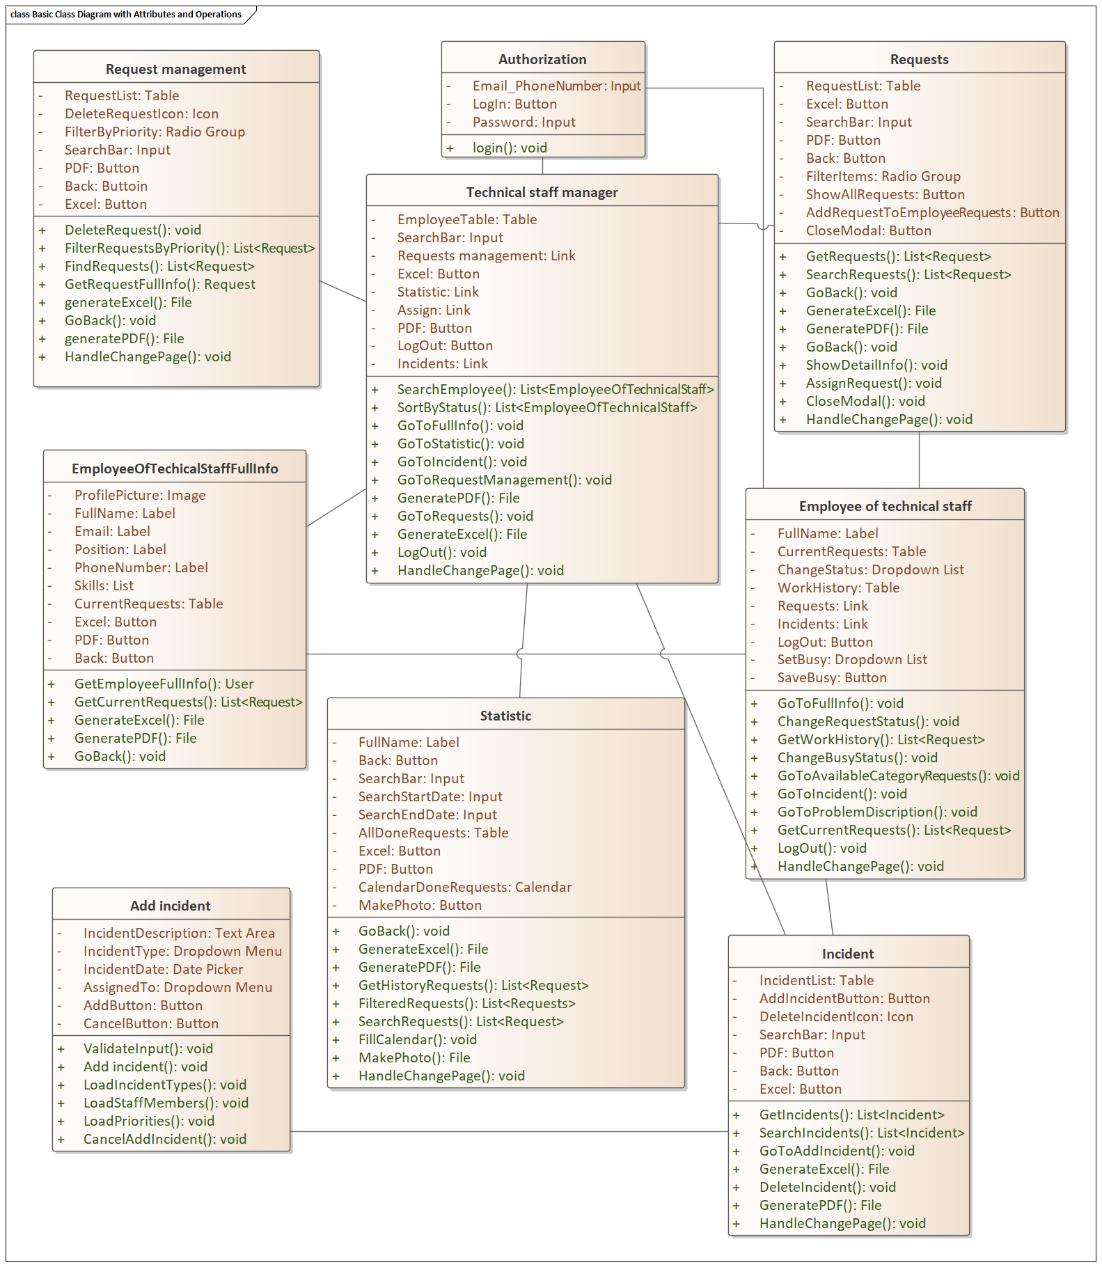 class Basic Class Diagram with Attributes and Operations
Request management
- RequestList: Table
- DeleteRequestIcon: Icon
- FilterByPriority: Radio Group
- SearchBar: Input
- PDF: Button
- Back: Buttoin
- Excel: Button
+ DeleteRequest(): void
+ FilterRequestsByPriority(): List<Request>
+ FindRequests(): List<Request>
+ GetRequestFullInfo(): Request
+ generateExcel(): File
+ GoBack(): void
+ generatePDF(): File
+ HandleChangePage(): void
Authorization
- Email_PhoneNumber: Input
- LogIn: Button
- Password: Input
+ login(): void
Requests
- RequestList: Table
- Excel: Button
- SearchBar: Input
- PDF: Button
- Back: Button
- FilterItems: Radio Group
- ShowAllRequests: Button
- AddRequestToEmployeeRequests: Button
- CloseModal: Button
+ GetRequests(): List<Request>
+ SearchRequests(): List<Request>
+ GoBack(): void
+ GenerateExcel(): File
+ GeneratePDF(): File
+ GoBack(): void
+ ShowDetailInfo(): void
+ AssignRequest(): void
+ CloseModal(): void
+ HandleChangePage(): void
Technical staff manager
- EmployeeTable: Table
- SearchBar: Input
- Requests management: Link
- Excel: Button
- Statistic: Link
- Assign: Link
- PDF: Button
- LogOut: Button
- Incidents: Link
+ SearchEmployee(): List<EmployeeOfTechnicalStaff>
+ SortByStatus(): List<EmployeeOfTechnicalStaff>
+ GoToFullInfo(): void
+ GoToStatistic(): void
+ GoToIncident(): void
+ GoToRequestManagement(): void
+ GeneratePDF(): File
+ GoToRequests(): void
+ GenerateExcel(): File
+ LogOut(): void
+ HandleChangePage(): void
EmployeeOfTechicalStaffFullInfo
- ProfilePicture: Image
- FullName: Label
- Email: Label
- Position: Label
- PhoneNumber: Label
- Skills: List
- CurrentRequests: Table
- Excel: Button
- PDF: Button
- Back: Button
+ GetEmployeeFullInfo(): User
+ GetCurrentRequests(): List<Request>
+ GenerateExcel(): File
+ GeneratePDF(): File
+ GoBack(): void
Employee of technical staff
- FullName: Label
- CurrentRequests: Table
- ChangeStatus: Dropdown List
- WorkHistory: Table
- Requests: Link
- Incidents: Link
- LogOut: Button
- SetBusy: Dropdown List
- SaveBusy: Button
+ GoToFullInfo(): void
+ ChangeRequestStatus(): void
+ GetWorkHistory(): List<Request>
+ ChangeBusyStatus(): void
+ GoToAvailableCategoryRequests(): void
+ GoToIncident(): void
+ GoToProblemDiscription(): void
+ GetCurrentRequests(): List<Request>
+ LogOut(): void
+ HandleChangePage(): void
Statistic
- FullName: Label
- Back: Button
- SearchBar: Input
- SearchStartDate: Input
- SearchEndDate: Input
- AllDoneRequests: Table
- Excel: Button
- PDF: Button
- CalendarDoneRequests: Calendar
- MakePhoto: Button
+ GoBack(): void
+ GenerateExcel(): File
+ GeneratePDF(): File
+ GetHistoryRequests(): List<Request>
+ FilteredRequests(): List<Requests>
+ SearchRequests(): List<Request>
+ FillCalendar(): void
+ MakePhoto(): File
+ HandleChangePage(): void
Add incident
- IncidentDescription: Text Area
- IncidentType: Dropdown Menu
- IncidentDate: Date Picker
- AssignedTo: Dropdown Menu
- AddButton: Button
- CancelButton: Button
+ ValidateInput(): void
+ Add incident(): void
+ LoadIncidentTypes(): void
+ LoadStaffMembers(): void
+ LoadPriorities(): void
+ CancelAddIncident(): void
Incident
- IncidentList: Table
- AddIncidentButton: Button
- DeleteIncidentIcon: Icon
- SearchBar: Input
- PDF: Button
- Back: Button
- Excel: Button
+ GetIncidents(): List<Incident>
+ SearchIncidents(): List<Incident>
+ GoToAddIncident(): void
+ GenerateExcel(): File
+ DeleteIncident(): void
+ GeneratePDF(): File
+ HandleChangePage(): void